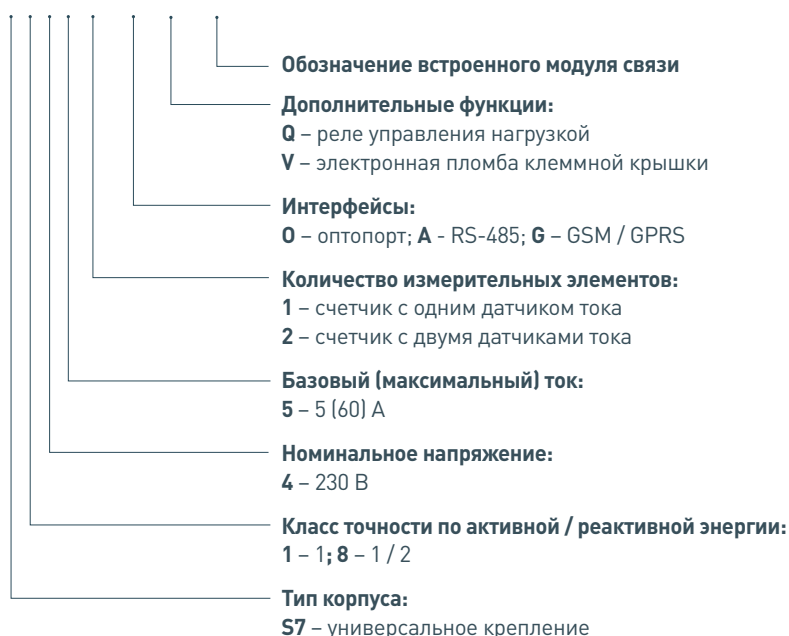 Обозначение встроенного модуля связи
Дополнительные функции:
Q – реле управления нагрузкой
V – электронная пломба клеммной крышки
Интерфейсы:
O – оптопорт; A - RS-485; G – GSM / GPRS
Количество измерительных элементов:
1 – счетчик с одним датчиком тока
2 – счетчик с двумя датчиками тока
Базовый (максимальный) ток:
5 – 5 (60) А
Номинальное напряжение:
4 – 230 В
Класс точности по активной / реактивной энергии:
1 – 1; 8 – 1 / 2
Тип корпуса:
S7 – универсальное крепление